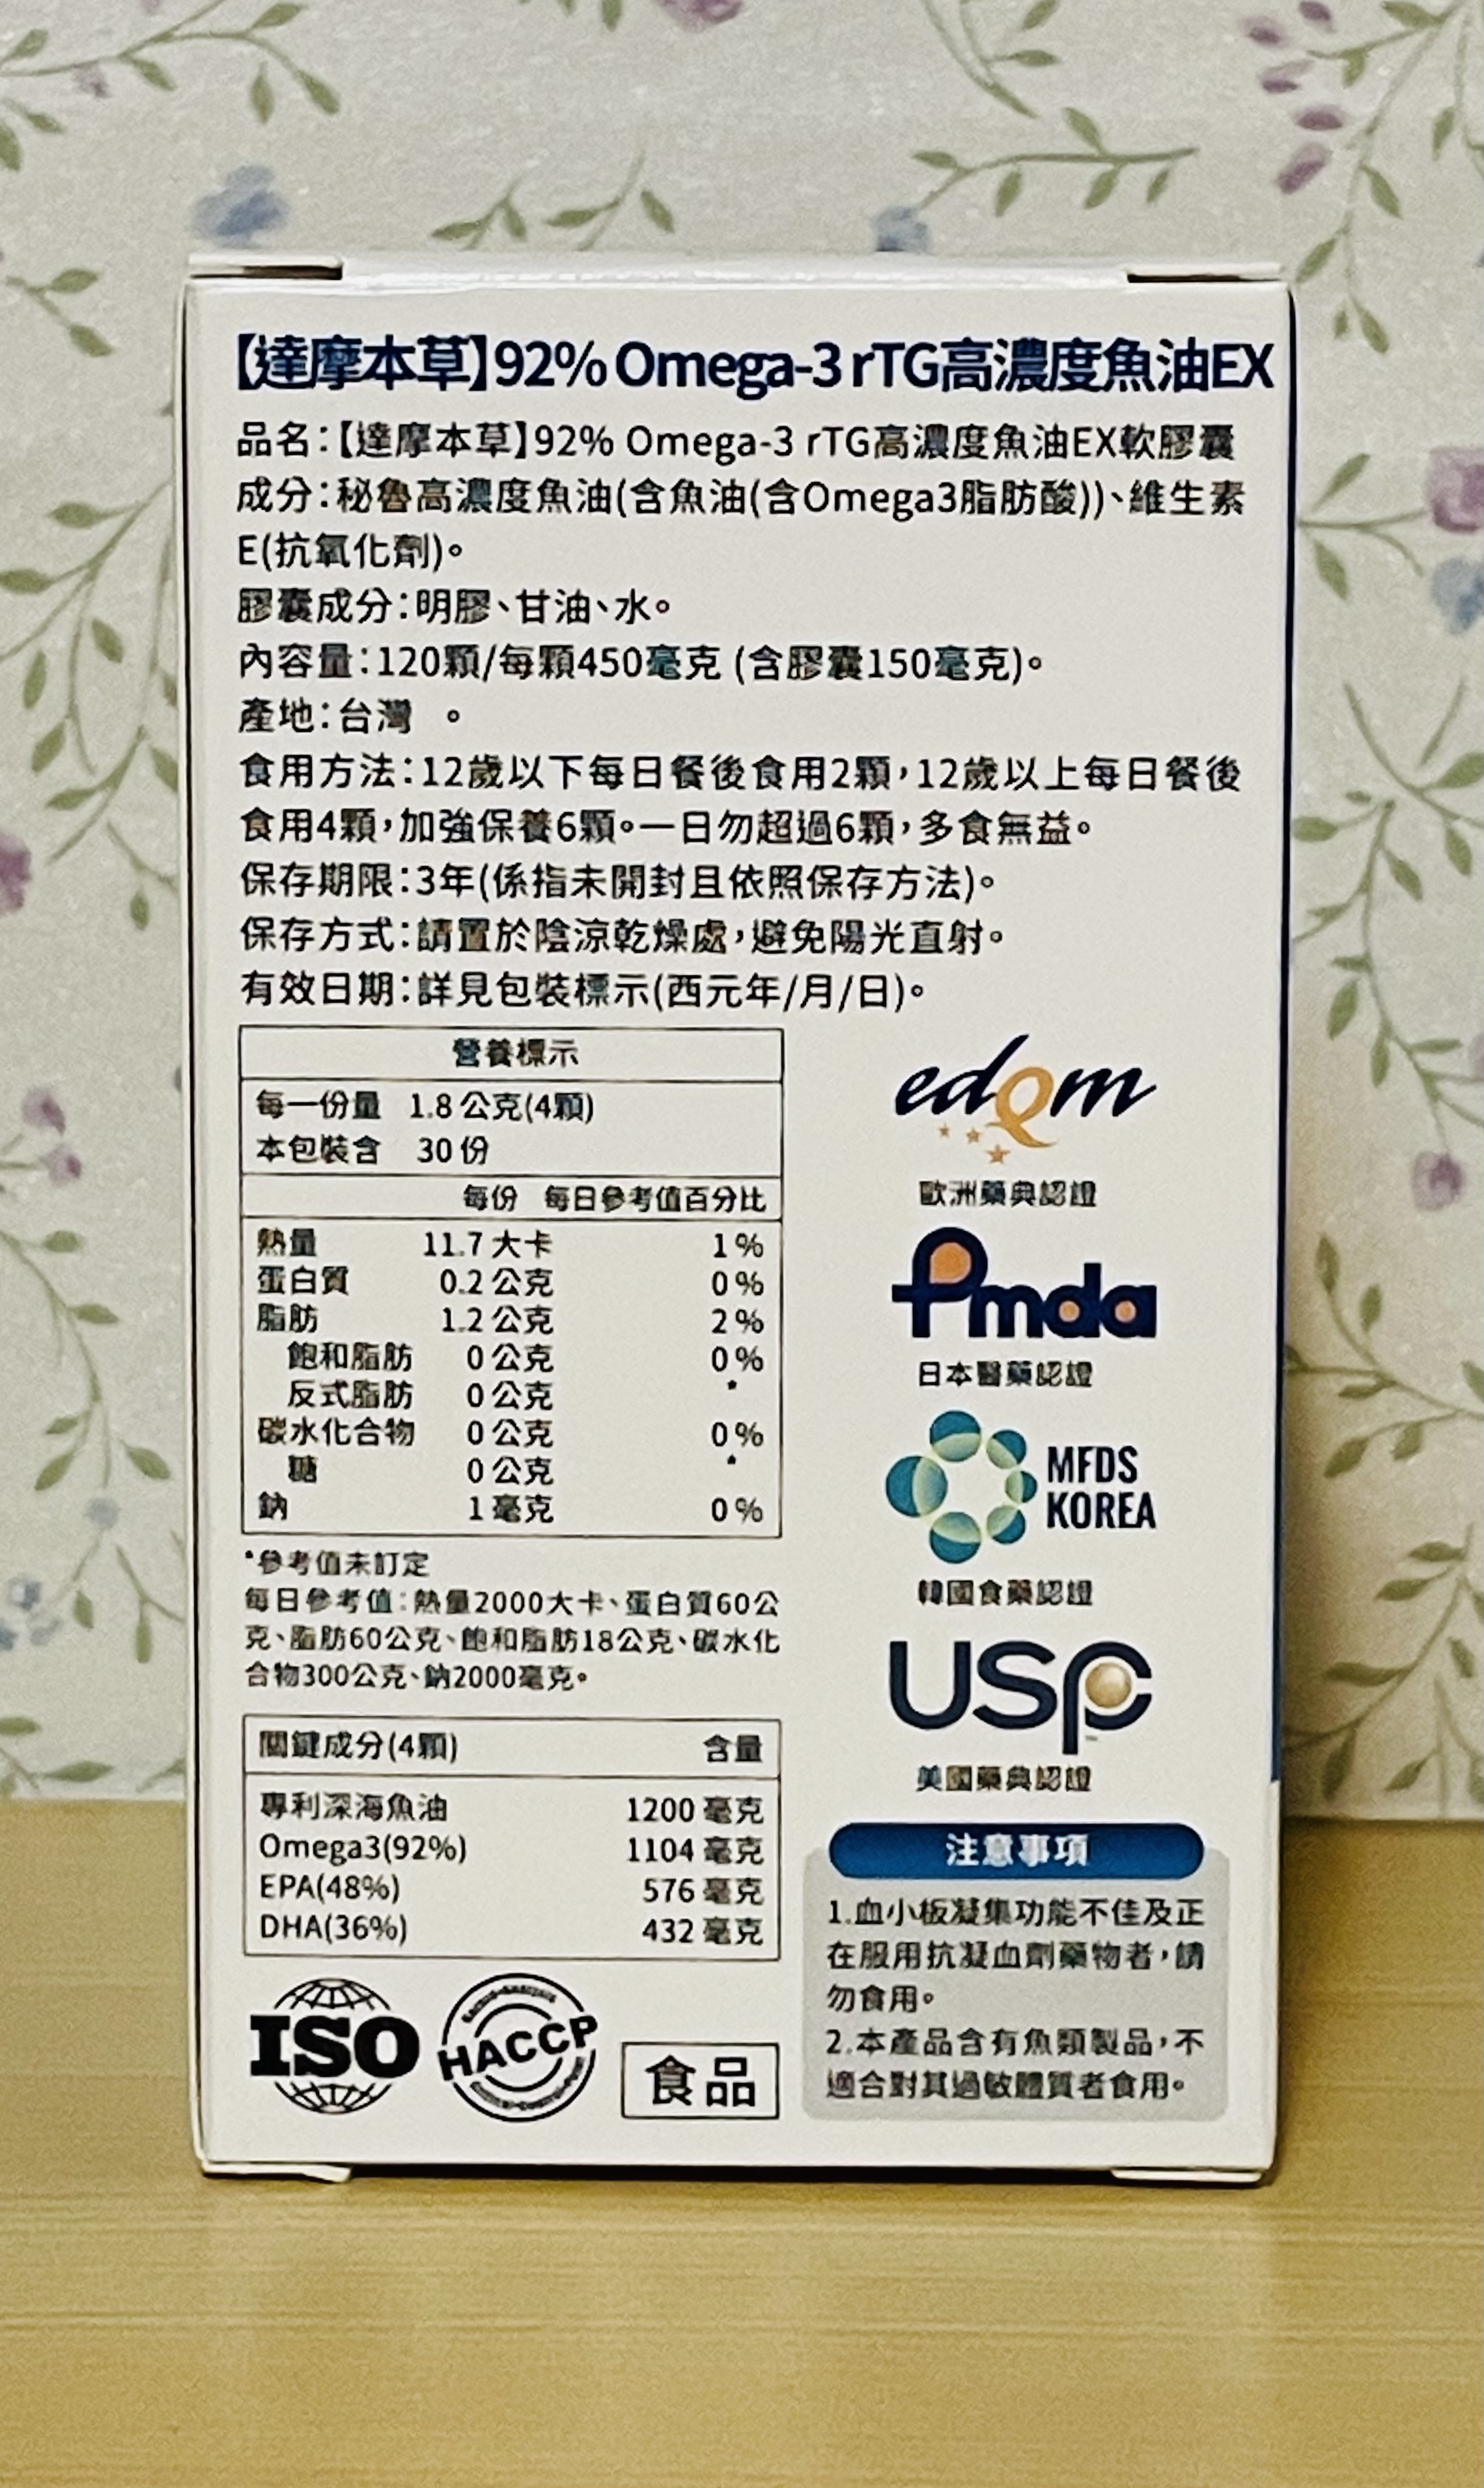 【達摩本草】92% Omega-3 rTG高濃度魚油EX
品名：【達摩本草】92% Omega-3 rTG高濃度魚油EX軟膠囊
成分：秘魯高濃度魚油(含魚油(含Omega3脂肪酸))、維生素
E(抗氧化劑)。
膠囊成分：明膠、甘油、水。
內容量：120顆/每顆450毫克 (含膠囊150毫克)。
產地：台灣 。
食用方法：12歲以下每日餐後食用2顆，12歲以上每日餐後
食用4顆，加強保養6顆。一日勿超過6顆，多食無益。
保存期限：3年(係指未開封且依照保存方法)。
保存方式：請置於陰涼乾燥處，避免陽光直射。
有效日期：詳見包裝標示(西元年/月/日)。
營養標示
每一份量 1.8 公克(4顆)
本包裝含 30 份
每份 每日參考值百分比
熱量 11.7 大卡 1 %
蛋白質 0.2 公克 0 %
脂肪 1.2 公克 2 %
飽和脂肪 0 公克 0 %
反式脂肪 0 公克 *
碳水化合物 0 公克 0 %
糖 0 公克 *
鈉 1 毫克 0 %
*參考值未訂定
每日參考值：熱量2000大卡、蛋白質60公
克、脂肪60公克、飽和脂肪18公克、碳水化
合物300公克、鈉2000毫克。
關鍵成分(4顆) 含量
專利深海魚油 1200 毫克
Omega3(92%) 1104 毫克
EPA(48%) 576 毫克
DHA(36%) 432 毫克
ISO
HACCP
食品
edqm
歐洲藥典認證
Pmda
日本醫藥認證
MFDS
KOREA
韓國食藥認證
USP
美國藥典認證
注意事項
1.血小板凝集功能不佳及正
在服用抗凝血劑藥物者，請
勿食用。
2.本產品含有魚類製品，不
適合對其過敏體質者食用。